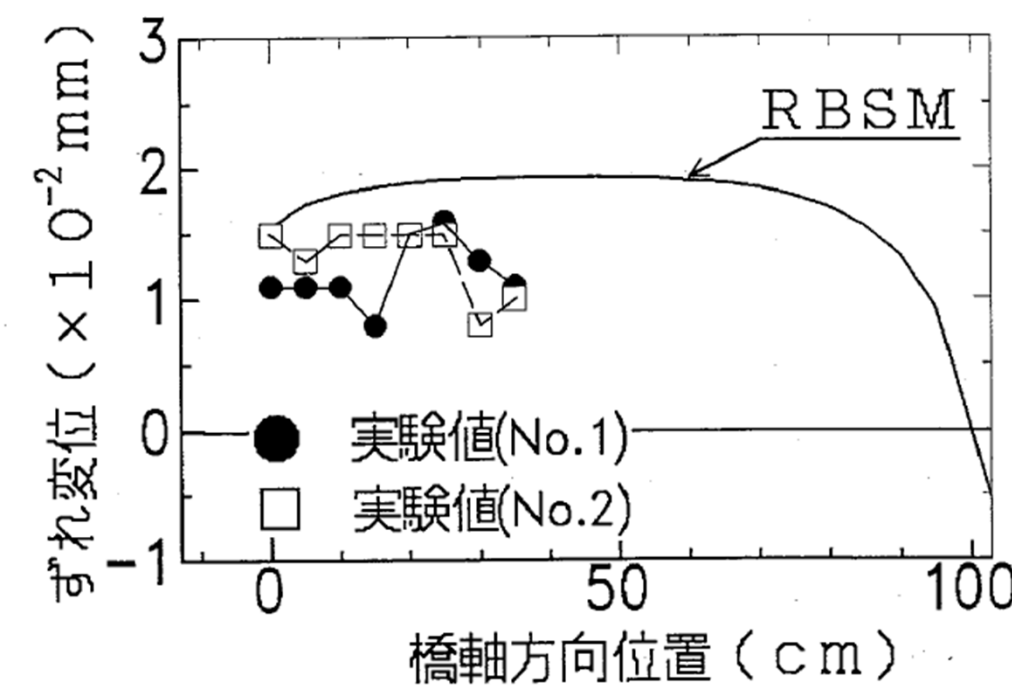 ずれ変位(×10⁻²mm)
3
2
1
0
-1
RBSM
● 実験値(No.1)
□ 実験値(No.2)
0 50 100
橋軸方向位置(cm)